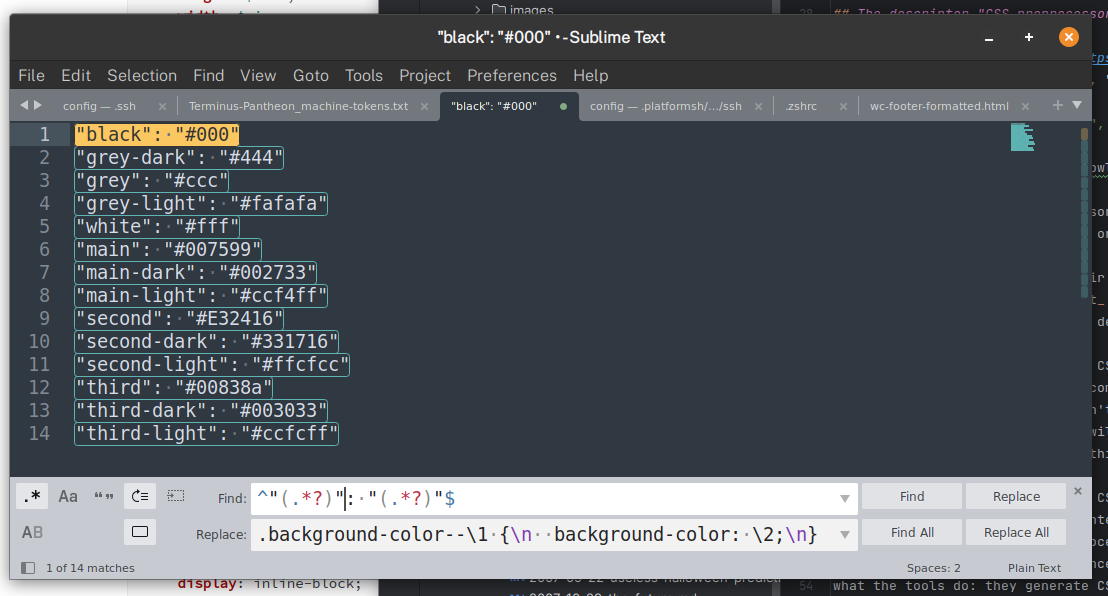 images
## The descriptor "CSS preprocessor
"black": "#000" • - Sublime Text
File Edit Selection Find View Goto Tools Project Preferences Help
config — .ssh Terminus-Pantheon_machine-tokens.txt "black": "#000" config — .platformsh/.../ssh .zshrc wc-footer-formatted.html
1 "black": "#000"
2 "grey-dark": "#444"
3 "grey": "#ccc"
4 "grey-light": "#fafafa"
5 "white": "#fff"
6 "main": "#007599"
7 "main-dark": "#002733"
8 "main-light": "#ccf4ff"
9 "second": "#E32416"
10 "second-dark": "#331716"
11 "second-light": "#ffcfcc"
12 "third": "#00838a"
13 "third-dark": "#003033"
14 "third-light": "#ccfcff"
.* Aa “” Find: ^"(.*?)": "(.*?)"$ Find Replace
AB Replace: .background-color--\1 {\n  background-color: \2;\n} Find All Replace All
1 of 14 matches Spaces: 2 Plain Text
display: inline-block;
54 what the tools do: they generate CS